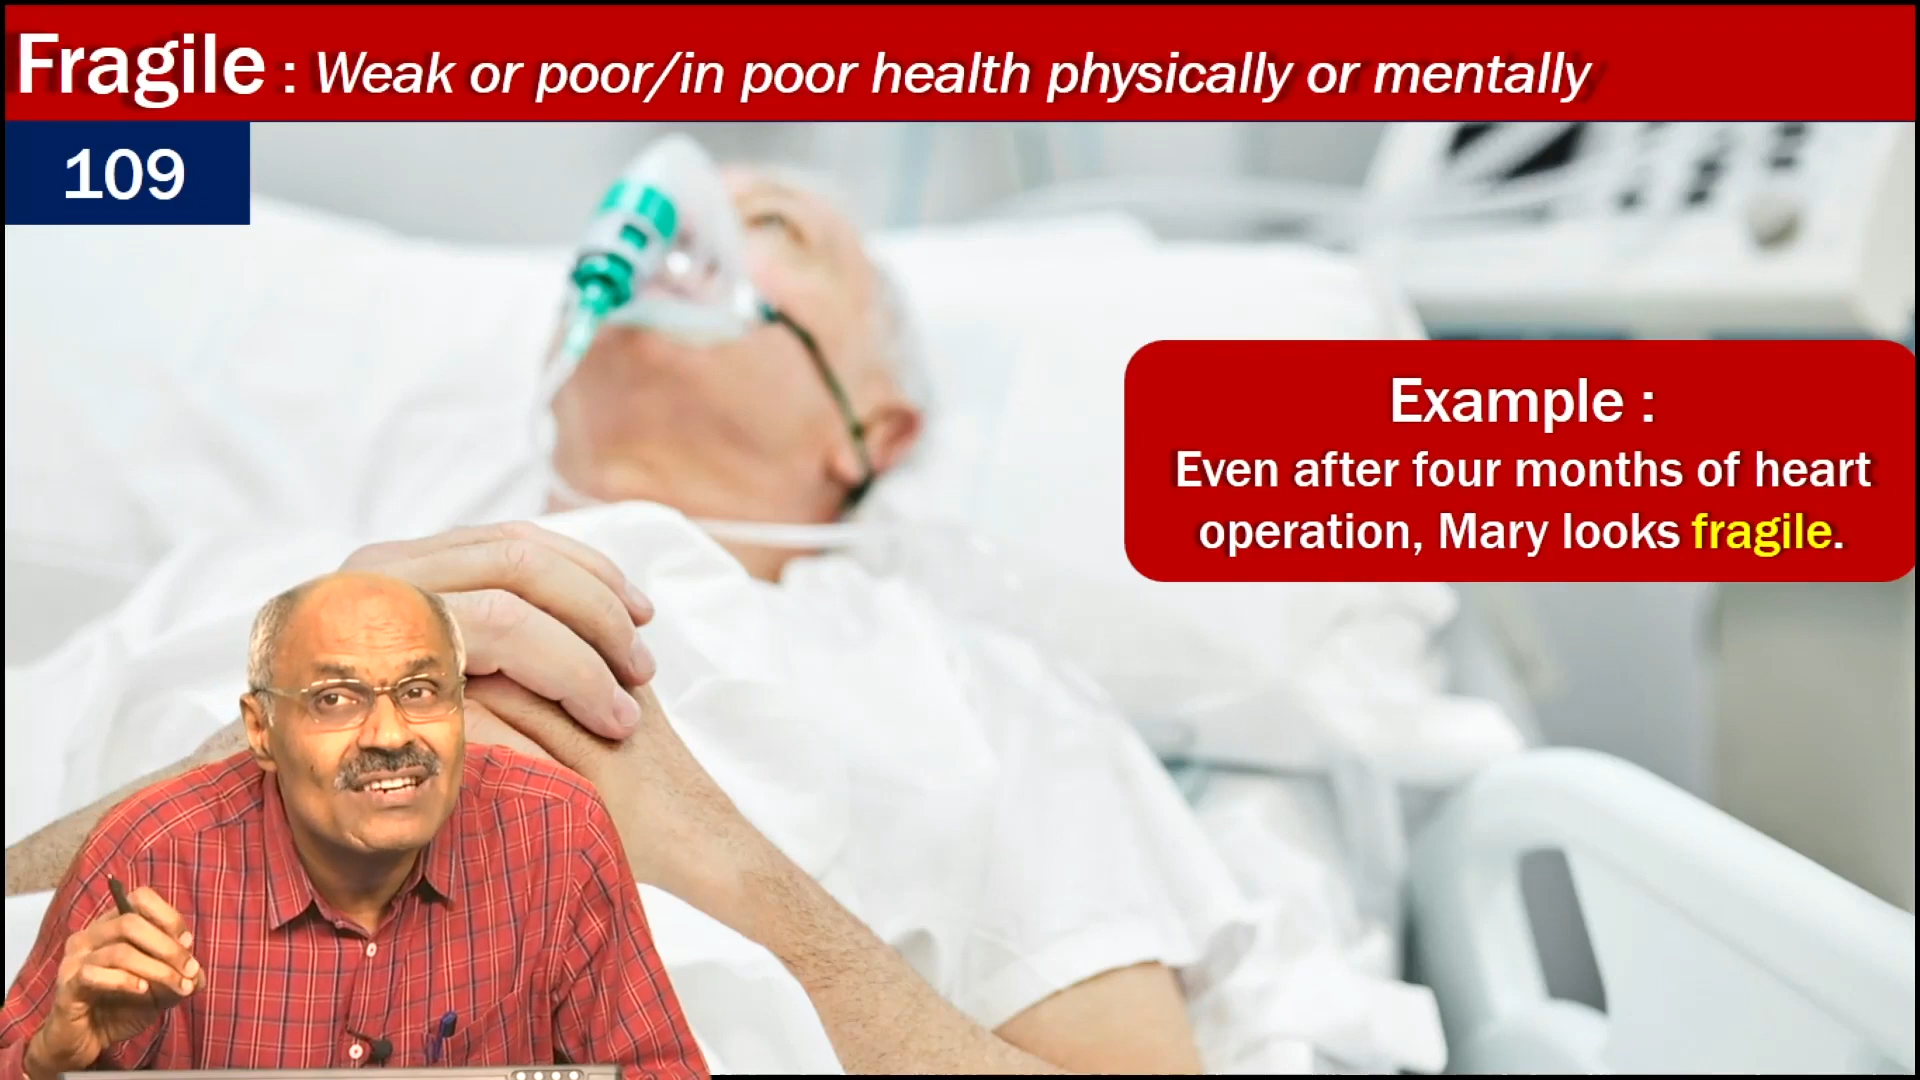 Fragile : Weak or poor/in poor health physically or mentally
109
Example :
Even after four months of heart
operation, Mary looks fragile.